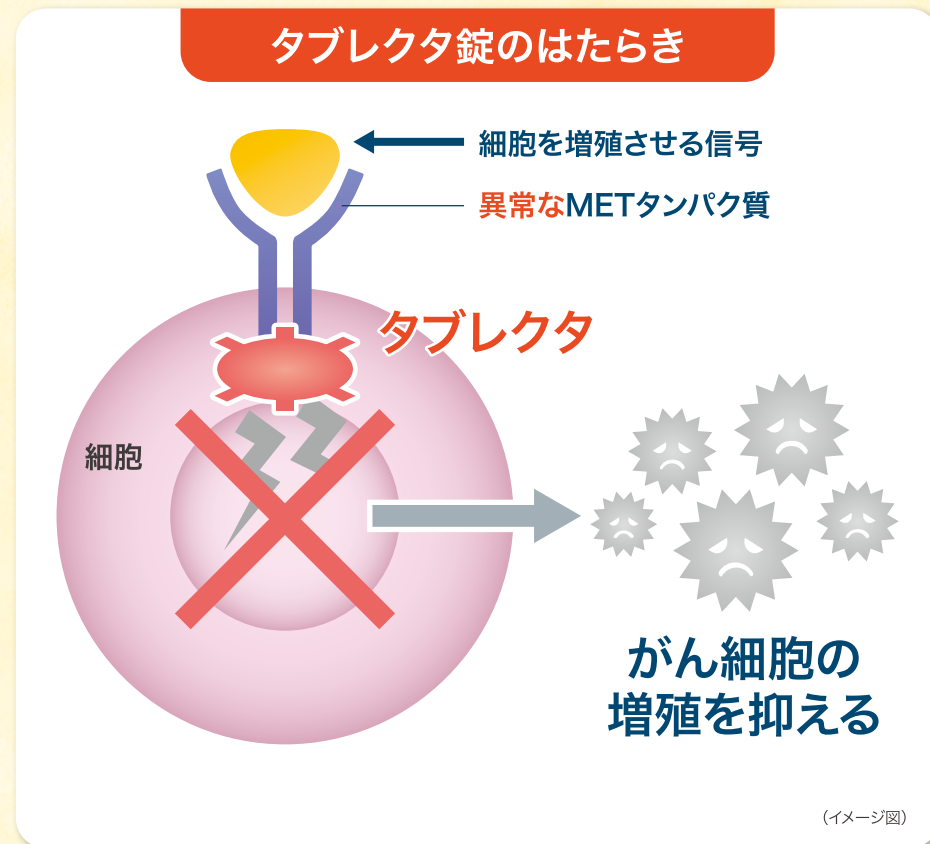 タブレクタ錠のはたらき
細胞を増殖させる信号
異常なMETタンパク質
タブレクタ
細胞
がん細胞の
増殖を抑える
（イメージ図）